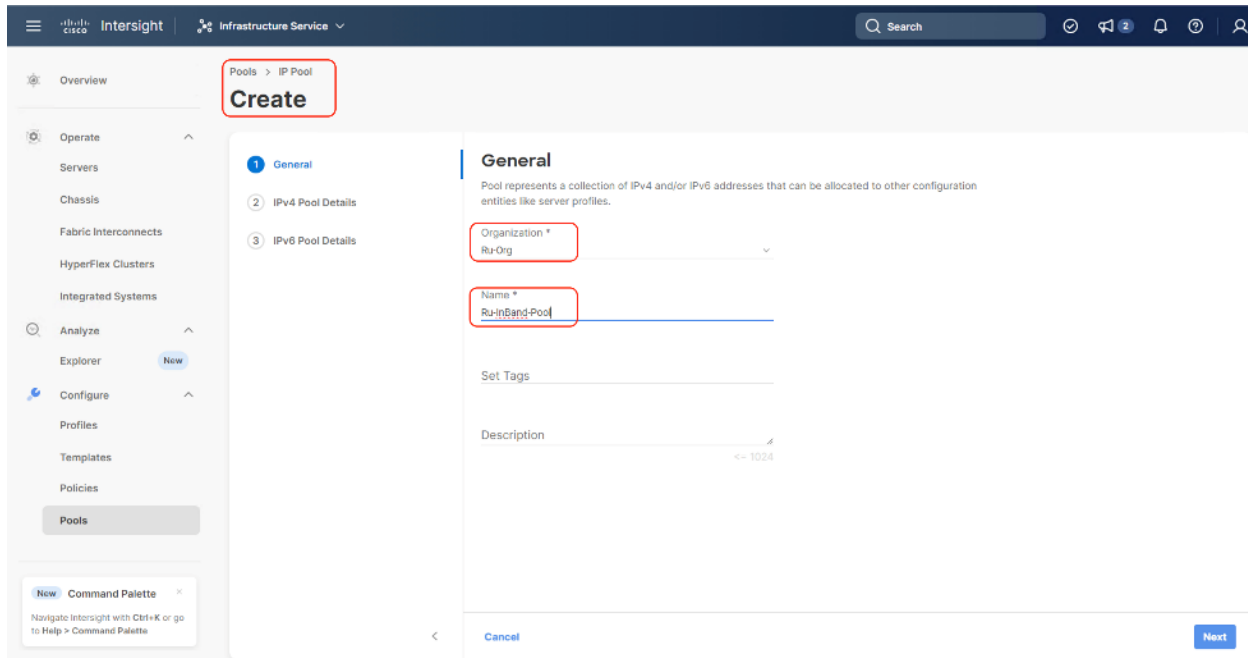 cisco Intersight Infrastructure Service Search 2
Overview
Operate
Servers
Chassis
Fabric Interconnects
HyperFlex Clusters
Integrated Systems
Analyze
Explorer New
Configure
Profiles
Templates
Policies
Pools
New Command Palette
Navigate Intersight with Ctrl+K or go
to Help > Command Palette
Pools > IP Pool
Create
1 General
2 IPv4 Pool Details
3 IPv6 Pool Details
General
Pool represents a collection of IPv4 and/or IPv6 addresses that can be allocated to other configuration
entities like server profiles.
Organization *
Ru-Org
Name *
Ru-InBand-Pool
Set Tags
Description
<= 1024
< Cancel Next